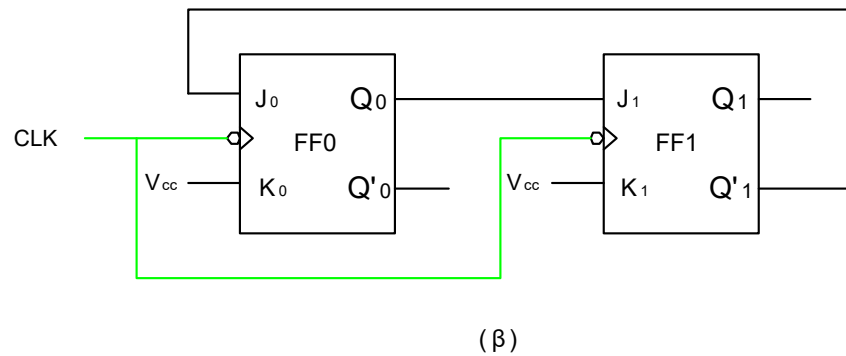 J₀ Q₀ J₁ Q₁
CLK FF0 FF1
Vcc K₀ Q'₀ Vcc K₁ Q'₁
(β)